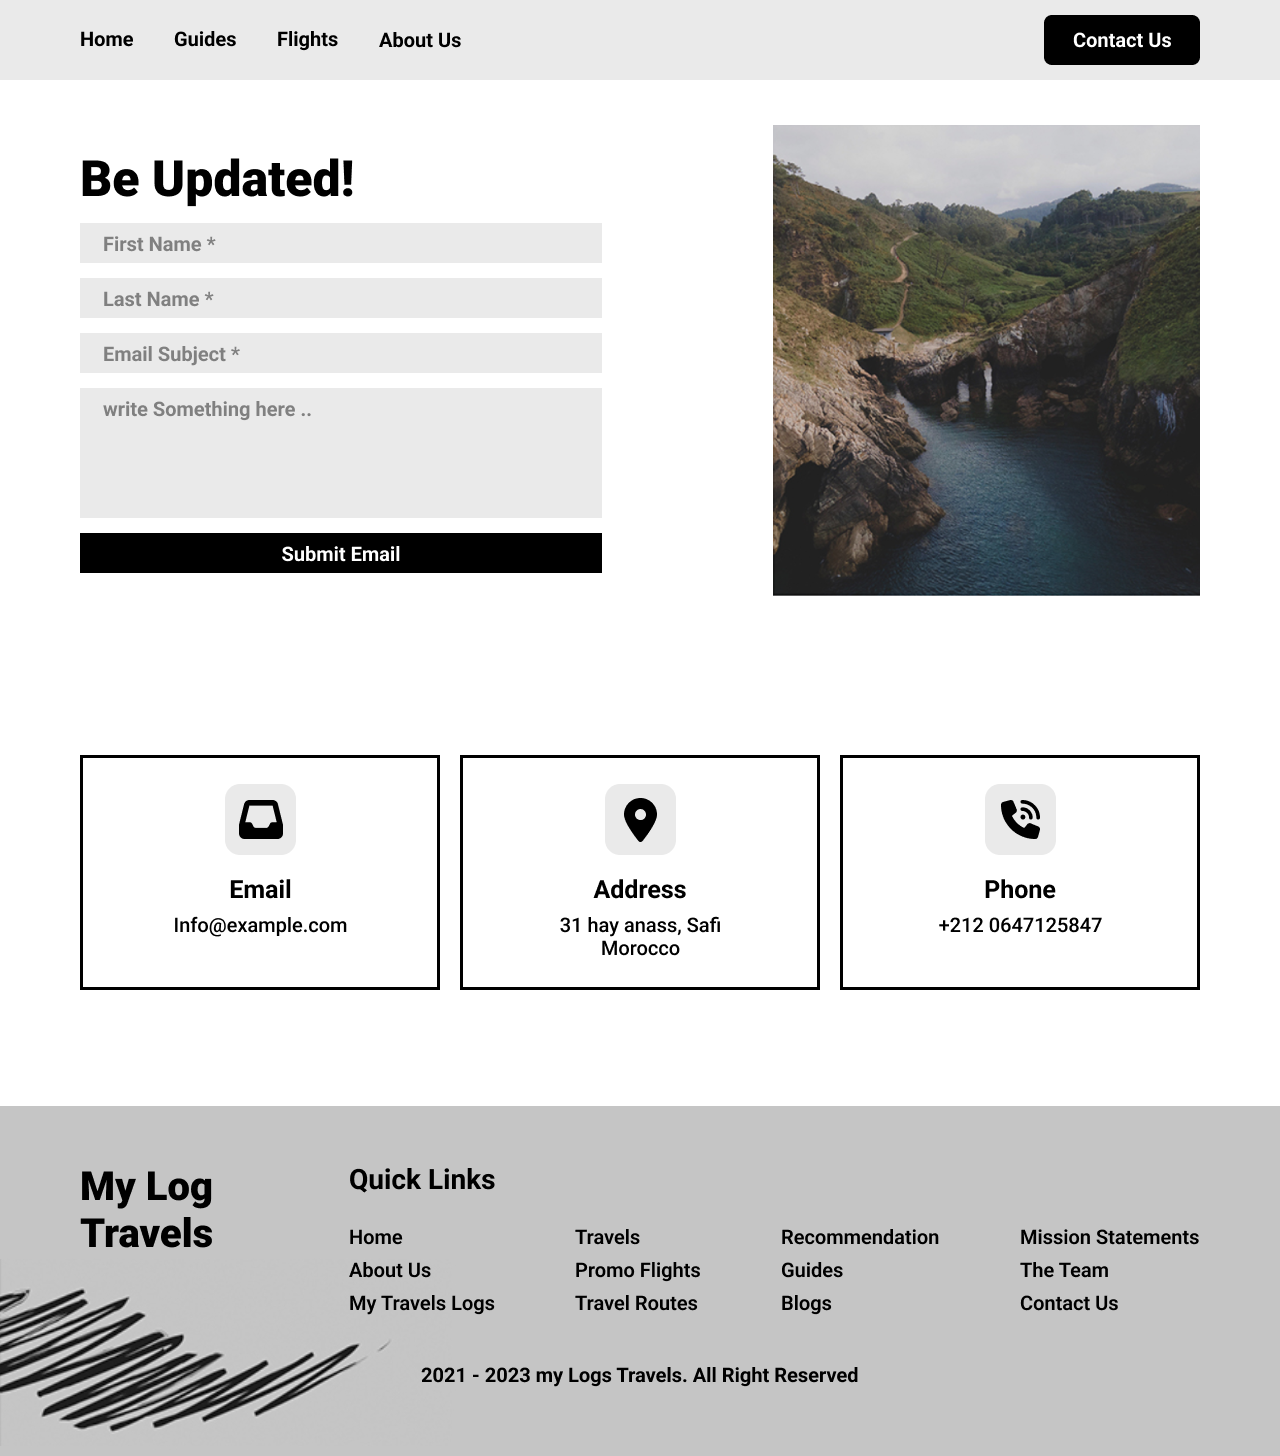 Home Guides Flights About Us Contact Us
Be Updated!
First Name *
Last Name *
Email Subject *
write Something here ..
Submit Email
Email
Info@example.com
Address
31 hay anass, Safi
Morocco
Phone
+212 0647125847
My Log
Travels
Quick Links
Home Travels Recommendation Mission Statements
About Us Promo Flights Guides The Team
My Travels Logs Travel Routes Blogs Contact Us
2021 - 2023 my Logs Travels. All Right Reserved